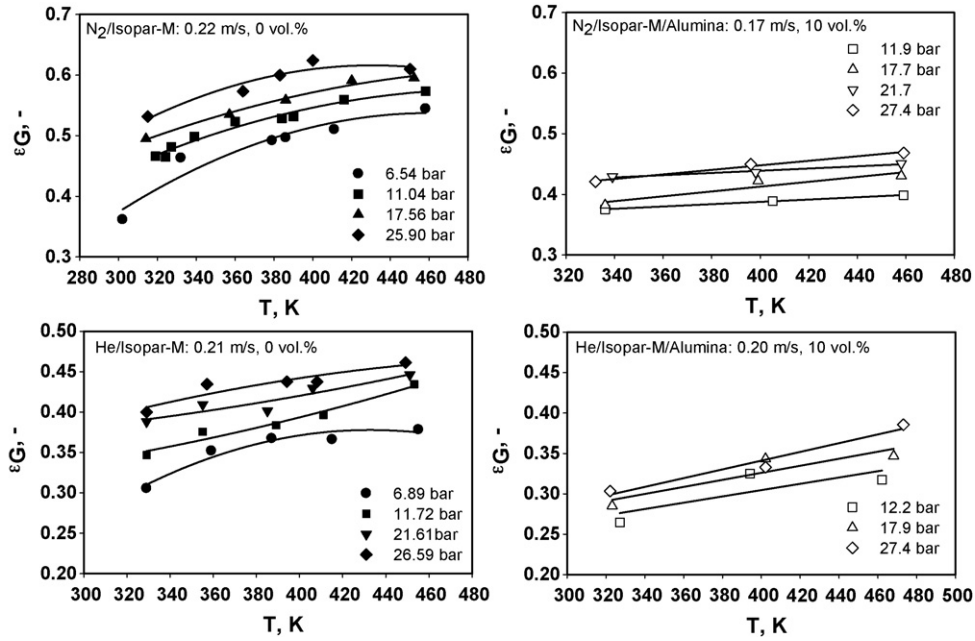 N2/Isopar-M: 0.22 m/s, 0 vol.%
0.7
0.6
0.5
0.4
0.3
εG, -
6.54 bar
11.04 bar
17.56 bar
25.90 bar
280 300 320 340 360 380 400 420 440 460 480
T, K
N2/Isopar-M/Alumina: 0.17 m/s, 10 vol.%
0.7
0.6
0.5
0.4
0.3
εG, -
11.9 bar
17.7 bar
21.7
27.4 bar
320 340 360 380 400 420 440 460 480
T, K
He/Isopar-M: 0.21 m/s, 0 vol.%
0.50
0.45
0.40
0.35
0.30
0.25
0.20
εG, -
6.89 bar
11.72 bar
21.61bar
26.59 bar
300 320 340 360 380 400 420 440 460 480
T, K
He/Isopar-M/Alumina: 0.20 m/s, 10 vol.%
0.50
0.45
0.40
0.35
0.30
0.25
0.20
εG, -
12.2 bar
17.9 bar
27.4 bar
300 320 340 360 380 400 420 440 460 480 500
T, K